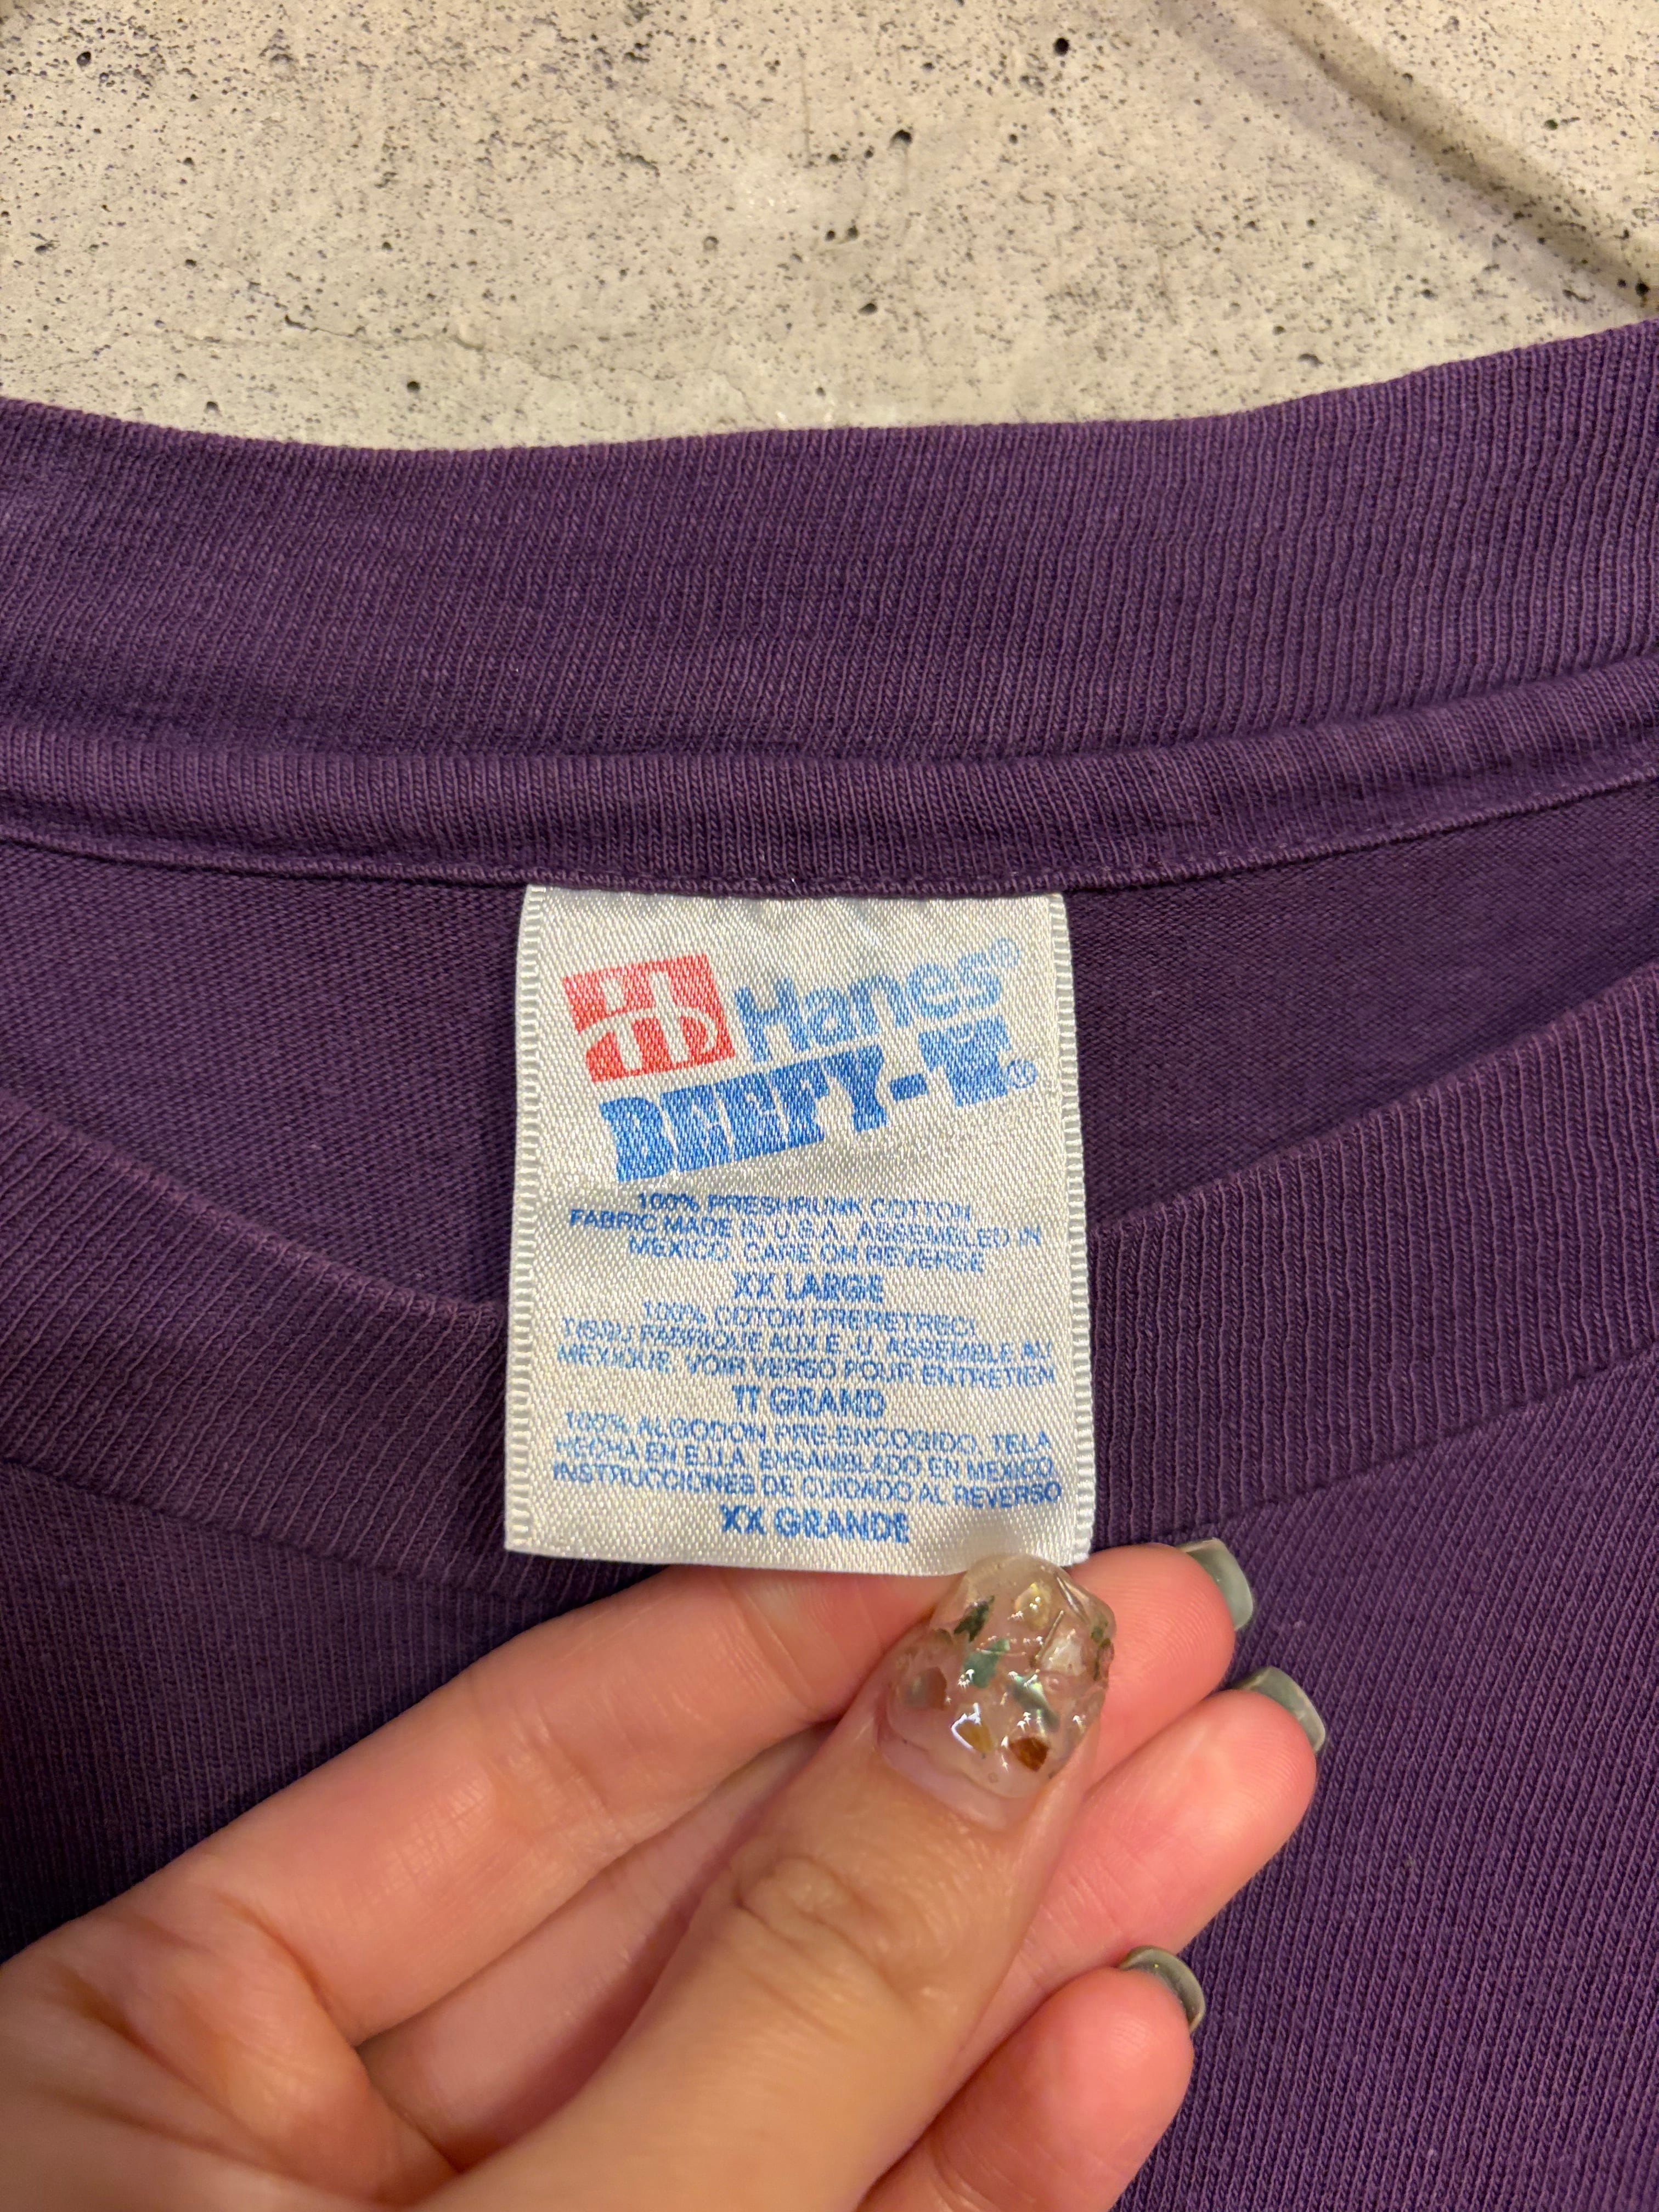 Hanes®
BEEFY-T®
100% PRESHRUNK COTTON
FABRIC MADE IN U.S.A. ASSEMBLED IN
MEXICO. CARE ON REVERSE
XX LARGE
100% COTON PRERETRECI.
TISSU FABRIQUE AUX E. U. ASSEMBLE AU
MEXIQUE. VOIR VERSO POUR ENTRETIEN
TT GRAND
100% ALGODON PRE-ENCOGIDO. TELA
HECHA EN E.U.A. ENSAMBLADO EN MEXICO
INSTRUCCIONES DE CUIDADO AL REVERSO
XX GRANDE